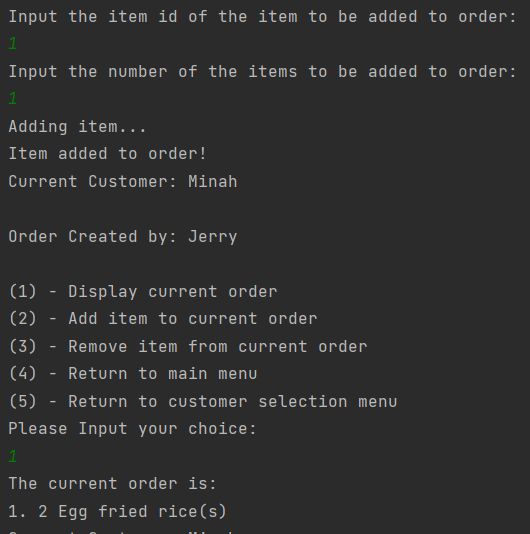 Input the item id of the item to be added to order:
1
Input the number of the items to be added to order:
1
Adding item...
Item added to order!
Current Customer: Minah
Order Created by: Jerry
(1) - Display current order
(2) - Add item to current order
(3) - Remove item from current order
(4) - Return to main menu
(5) - Return to customer selection menu
Please Input your choice:
1
The current order is:
1. 2 Egg fried rice(s)